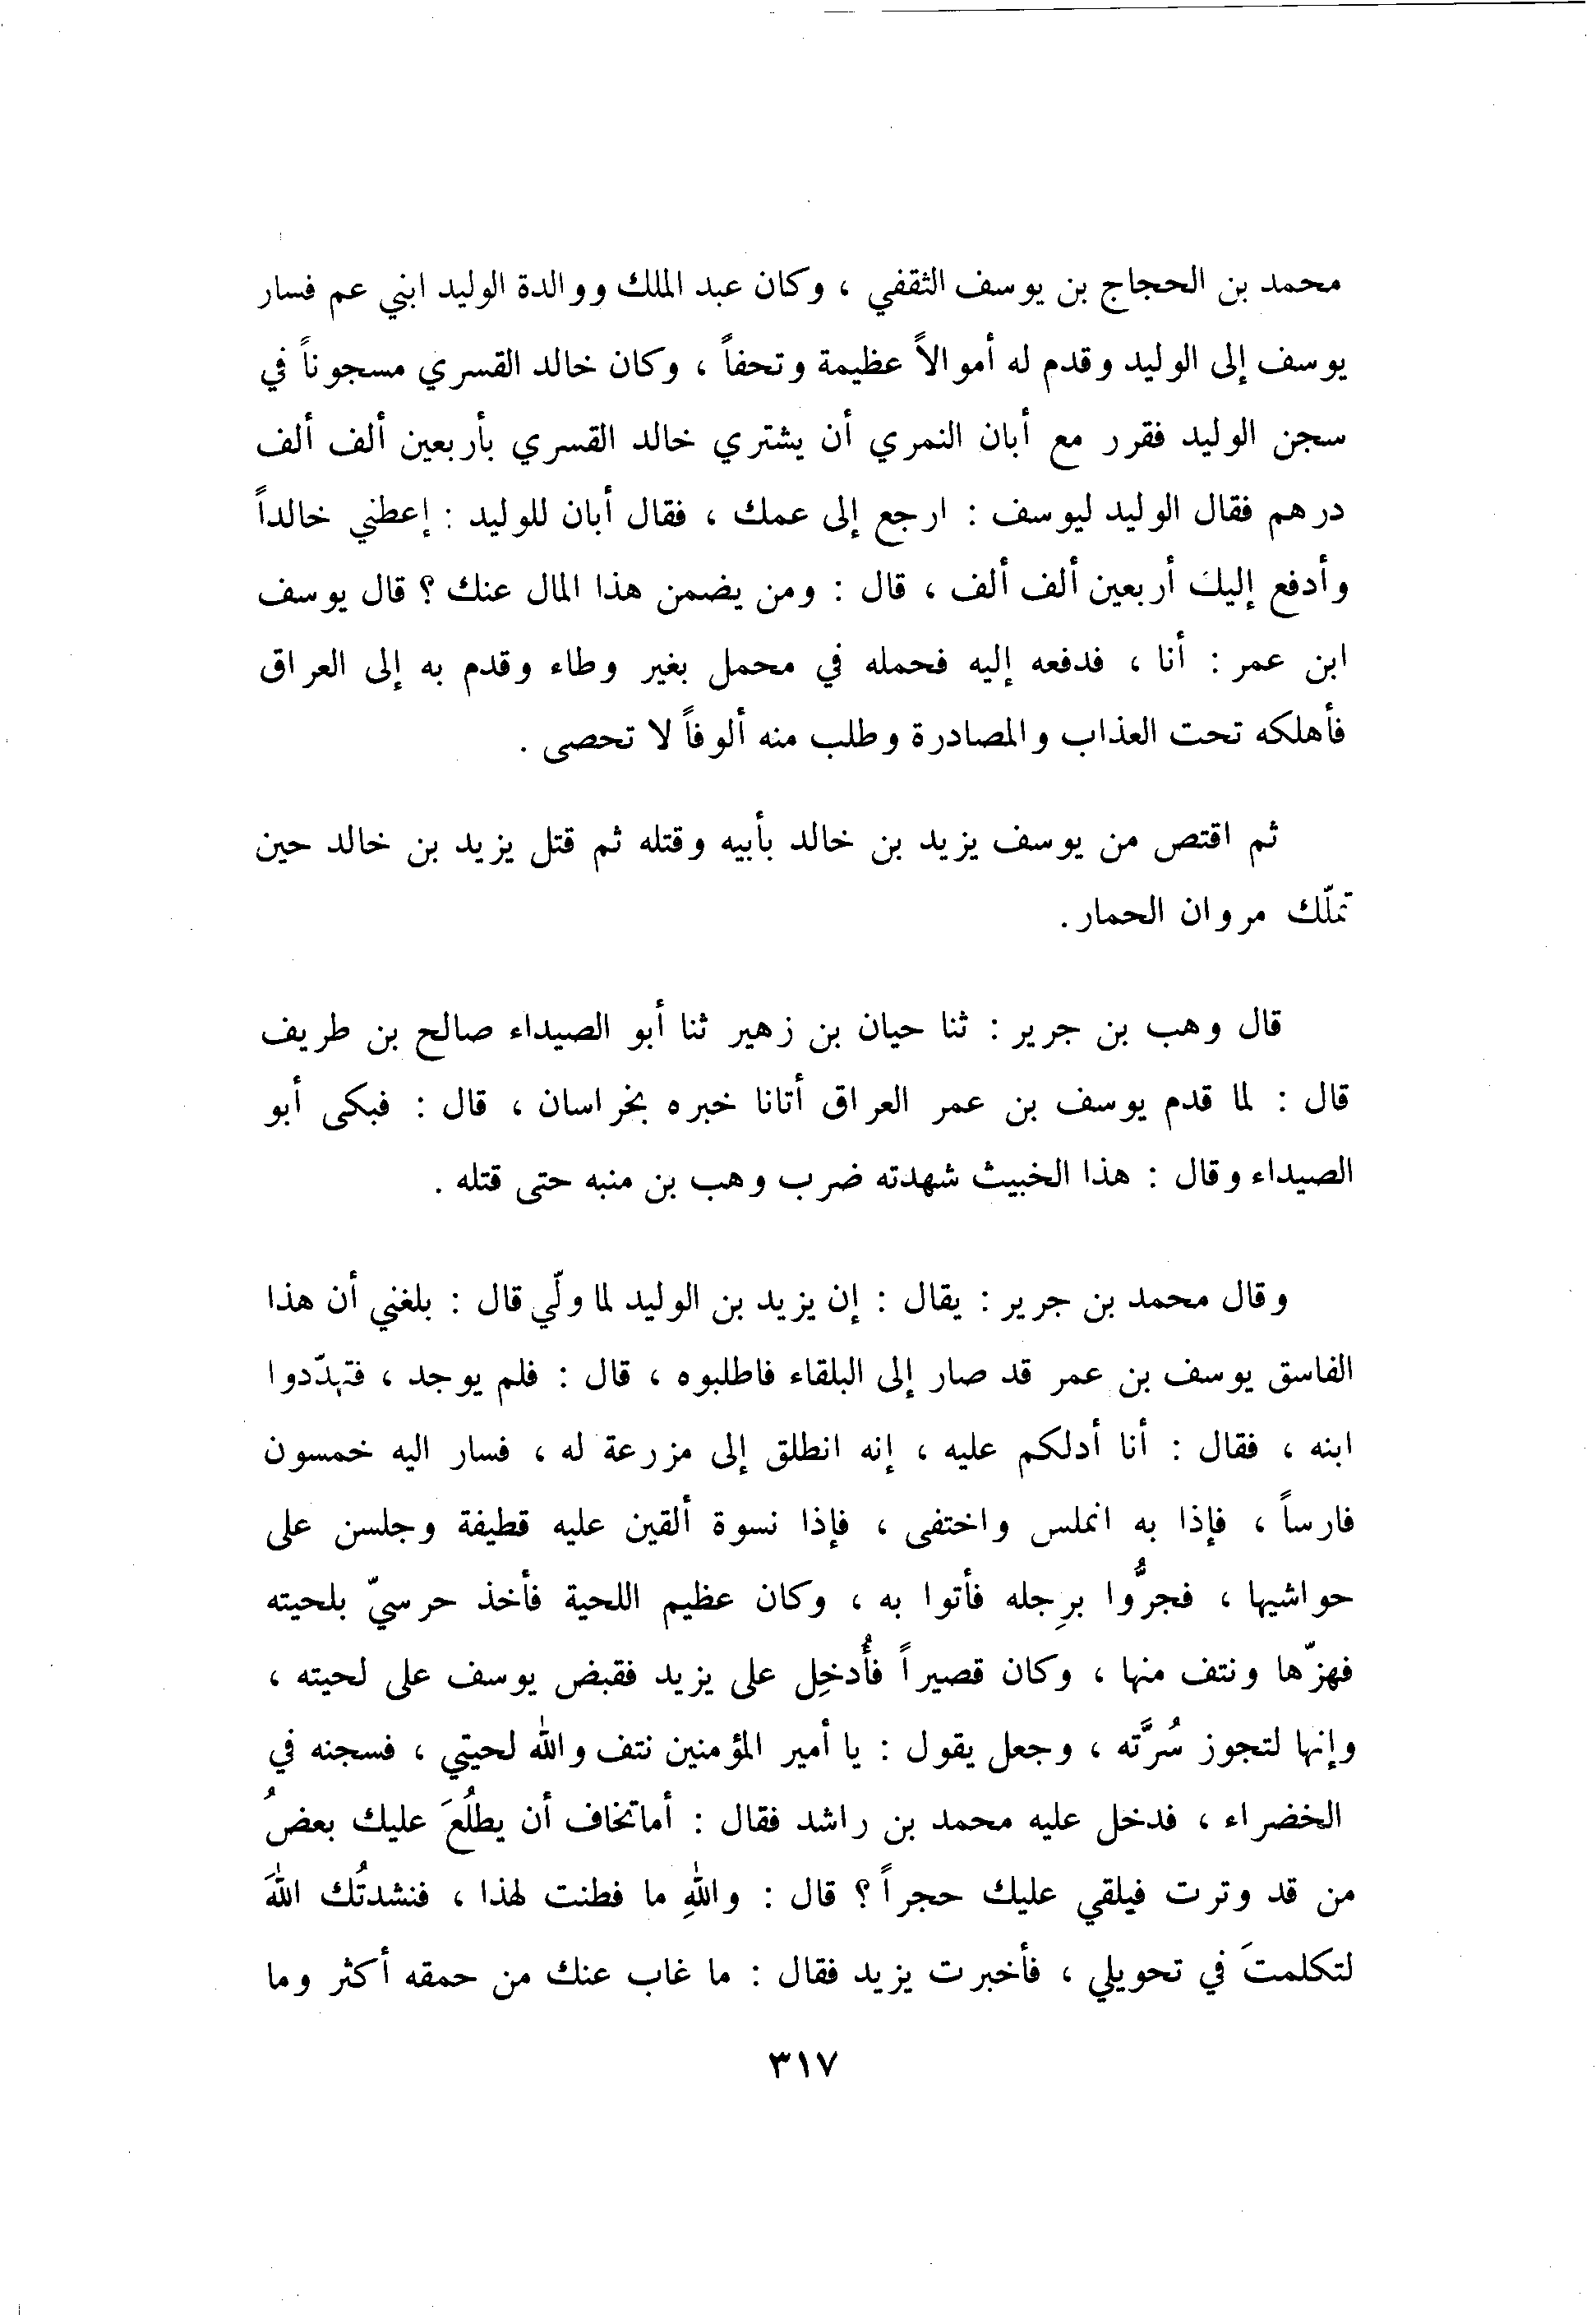 محمد بن الحجاج بن يوسف الثقفي ، وكان عبد الملك ووالدة الوليد ابني عم فسار
يوسف إلى الوليد وقدم له أموالاً عظيمة وتحفاً ، وكان خالد القسري مسجوناً في
سجن الوليد فقرر مع أبان النمري أن يشتري خالد القسري بأربعين ألف ألف
درهم فقال الوليد ليوسف : ارجع إلى عمك ، فقال أبان للوليد : إعطني خالداً
وأدفع إليك أربعين ألف ألف ، قال : ومن يضمن هذا المال عنك ؟ قال يوسف
ابن عمر : أنا ، فدفعه إليه فحمله في محمل بغير وطاء وقدم به إلى العراق
فأهلكه تحت العذاب والمصادرة وطلب منه ألوفاً لا تحصى .
ثم اقتص من يوسف يزيد بن خالد بأبيه وقتله ثم قتل يزيد بن خالد حين
تملّك مروان الحمار .
قال وهب بن جرير : ثنا حيان بن زهير ثنا أبو الصيداء صالح بن طريف
قال : لما قدم يوسف بن عمر العراق أتانا خبره بخراسان ، قال : فبكى أبو
الصيداء وقال : هذا الخبيث شهدته ضرب وهب بن منبه حتى قتله .
وقال محمد بن جرير : يقال : إن يزيد بن الوليد لما ولّي قال : بلغني أن هذا
الفاسق يوسف بن عمر قد صار إلى البلقاء فاطلبوه ، قال : فلم يوجد ، فتهدّدوا
ابنه ، فقال : أنا أدلكم عليه ، إنه انطلق إلى مزرعة له ، فسار اليه خمسون
فارساً ، فإذا به انملس واختفى ، فإذا نسوة ألقين عليه قطيفة وجلسن على
حواشيها ، فجرُّوا برِجله فأتوا به ، وكان عظيم اللحية فأخذ حرسيّ بلحيته
فهزّها ونتف منها ، وكان قصيراً فأُدخِل على يزيد فقبض يوسف على لحيته ،
وإنها لتجوز سُرَّته ، وجعل يقول : يا أمير المؤمنين نتف والله لحيتي ، فسجنه في
الخضراء ، فدخل عليه محمد بن راشد فقال : أماتخاف أن يطلُعَ عليك بعضُ
من قد وترت فيلقي عليك حجراً ؟ قال : واللهِ ما فطنت لهذا ، فنشدتُك اللهَ
لتكلمتَ في تحويلي ، فأخبرت يزيد فقال : ما غاب عنك من حمقه أكثر وما
٣١٧